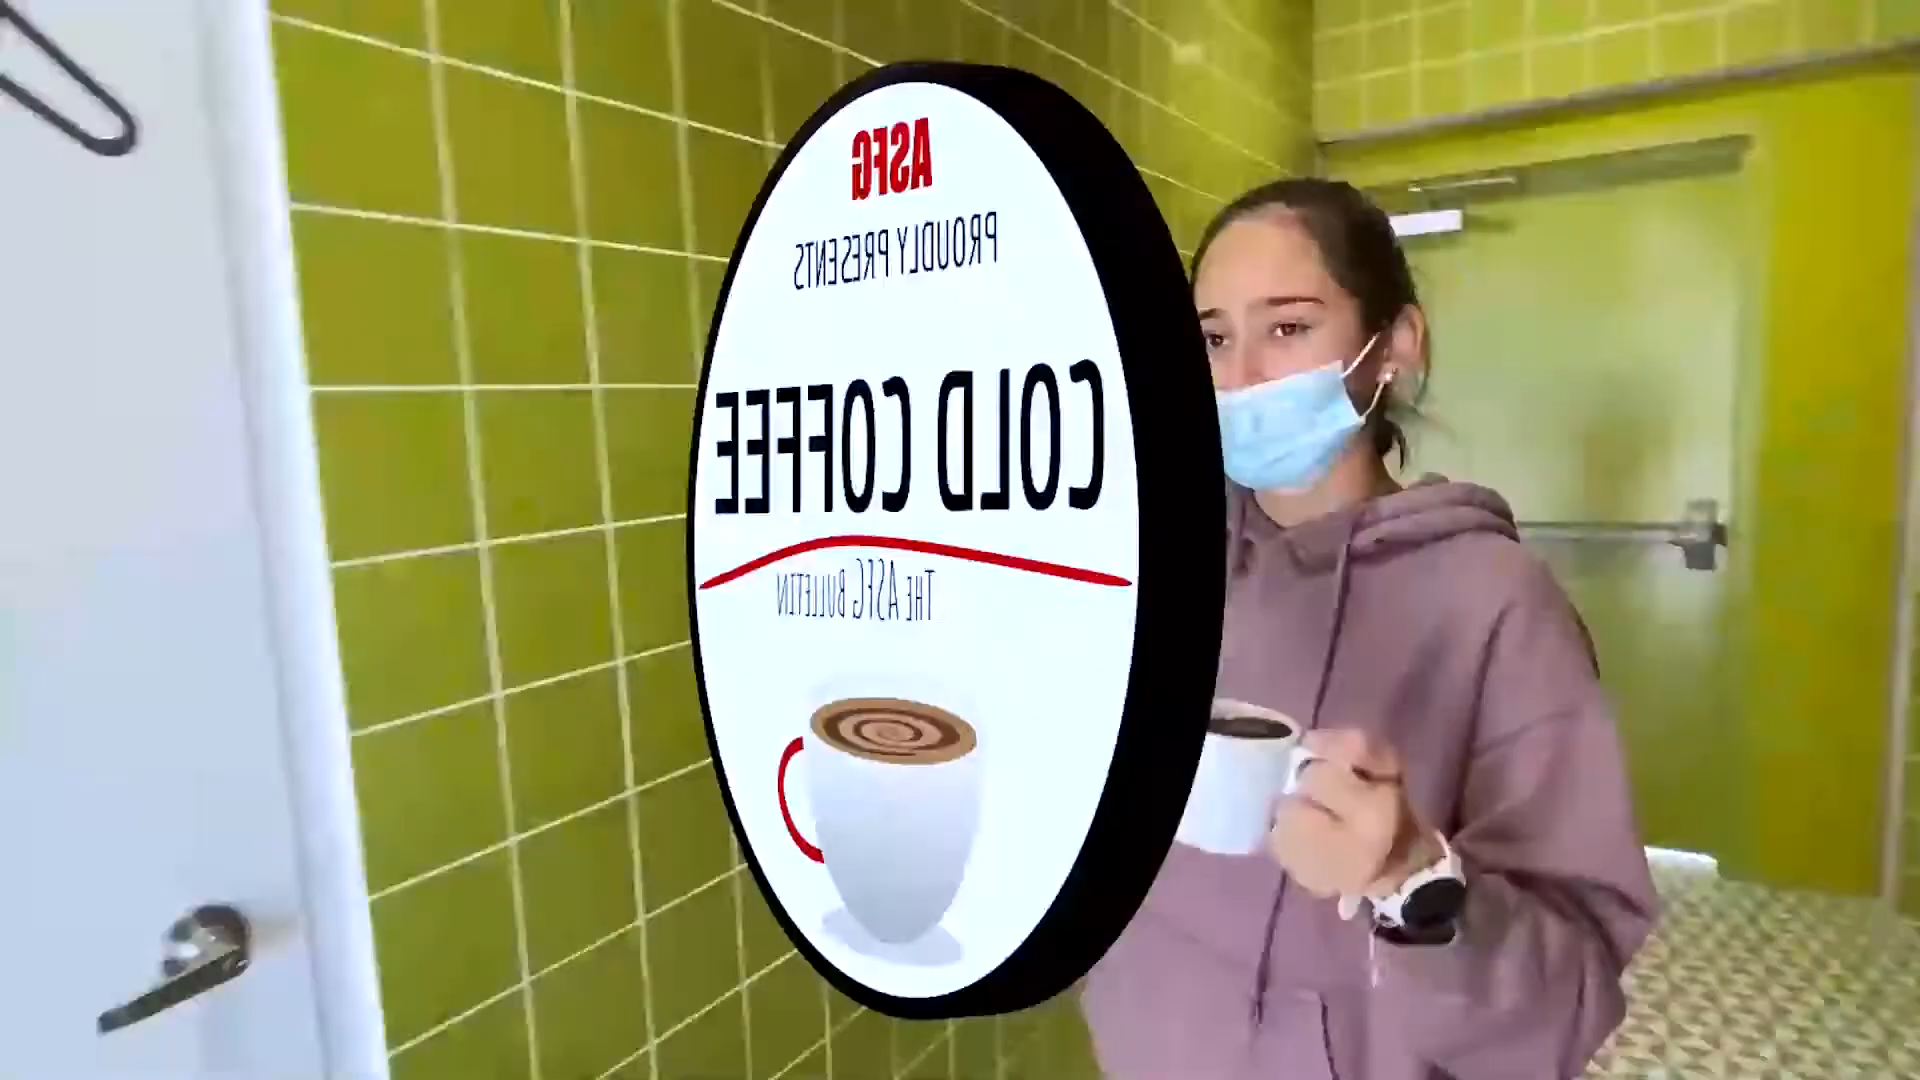 ASFG
PROUDLY PRESENTS
COLD COFFEE
THE ASFG BULLETIN